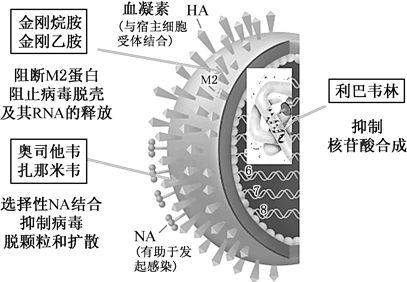 金刚烷胺
金刚乙胺
阻断M2蛋白
阻止病毒脱壳
及其RNA的释放
奥司他韦
扎那米韦
选择性NA结合
抑制病毒
脱颗粒和扩散
血凝素 HA
(与宿主细胞
受体结合)
M2
6
7
8
NA
(有助于发
起感染)
利巴韦林
抑制
核苷酸合成